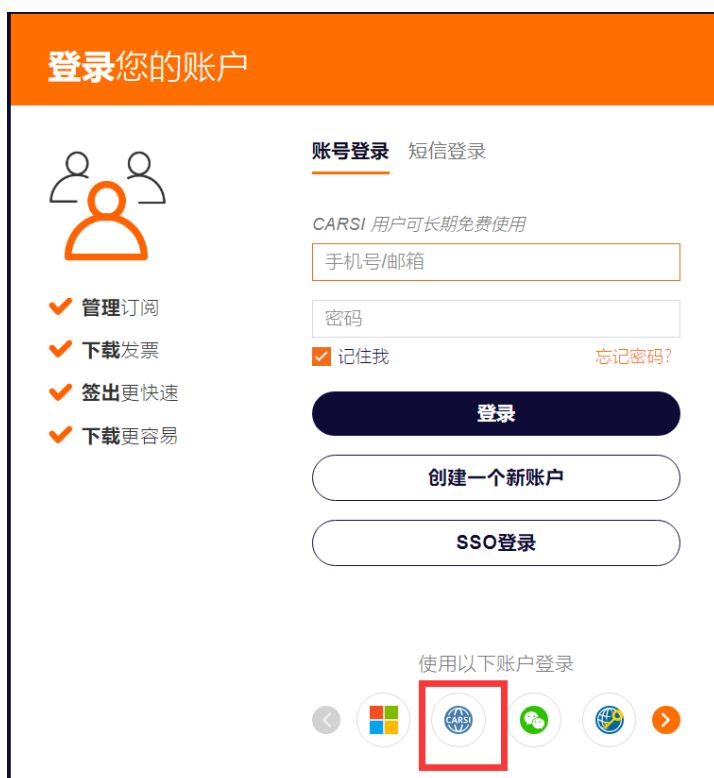 登录您的账户
账号登录 短信登录
CARSI 用户可长期免费使用
手机号/邮箱
管理订阅
密码
下载发票
记住我 忘记密码?
签出更快速
登录
下载更容易
创建一个新账户
SSO登录
使用以下账户登录
CARSI